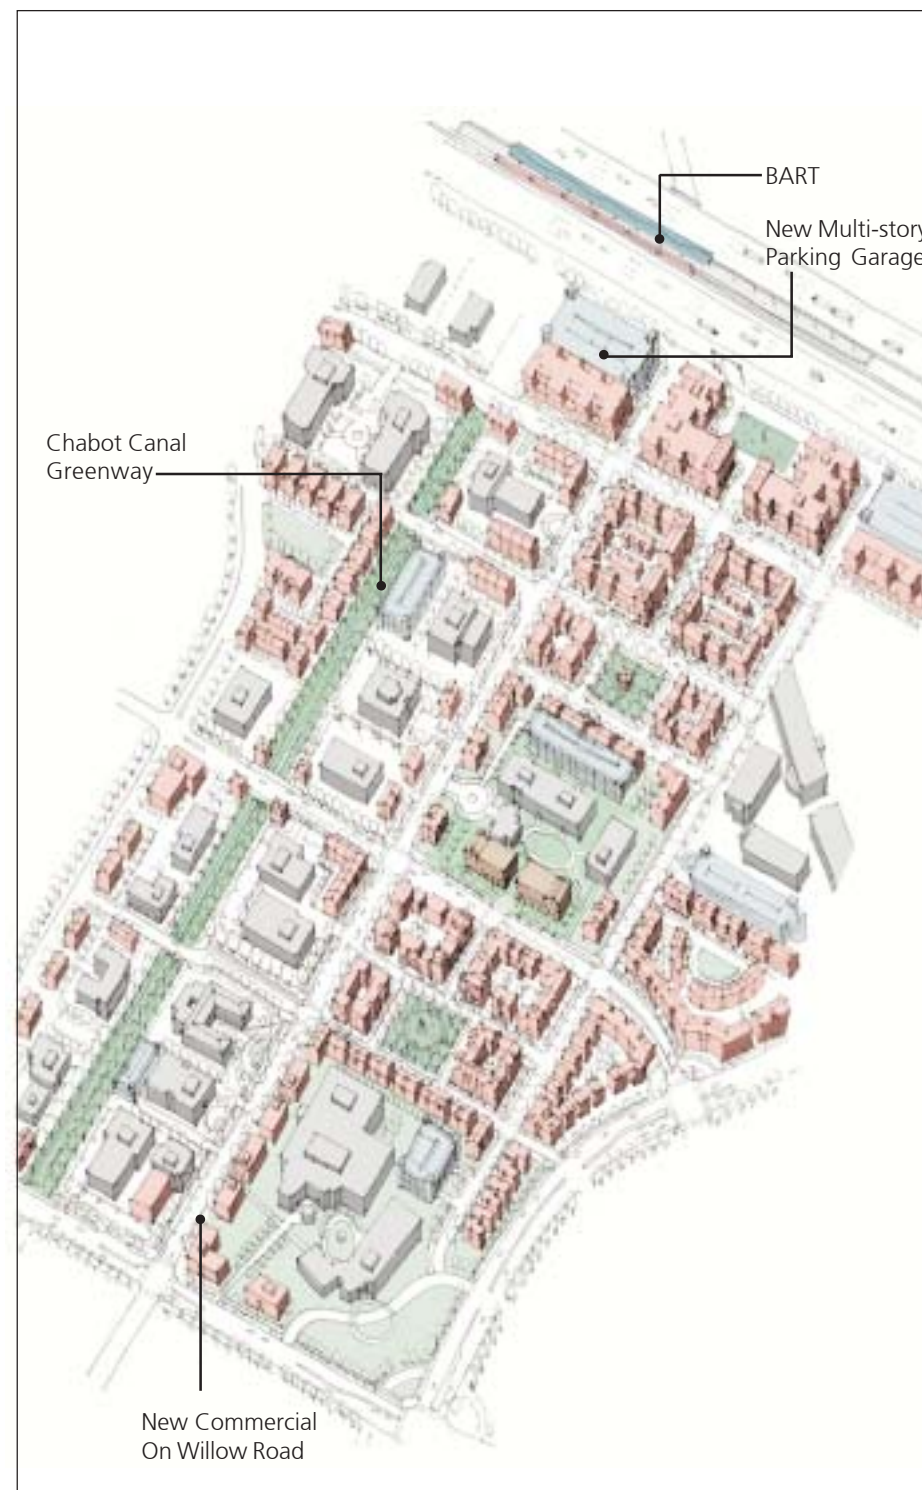 BART
New Multi-story
Parking Garage
Chabot Canal
Greenway
New Commercial
On Willow Road